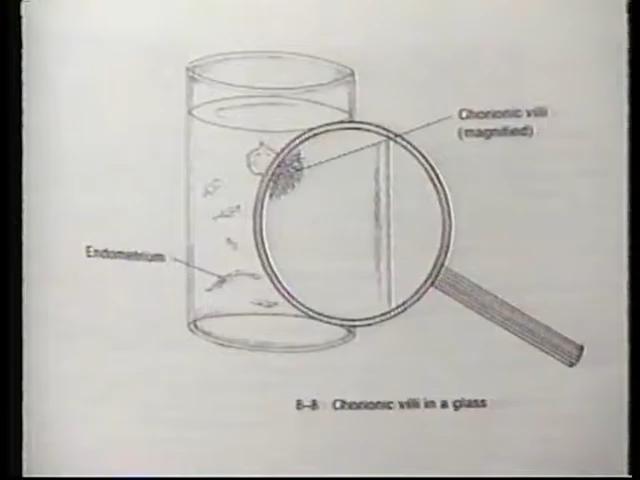 Chorionic villi
(magnified)
Endometrium
8-8 Chorionic villi in a glass